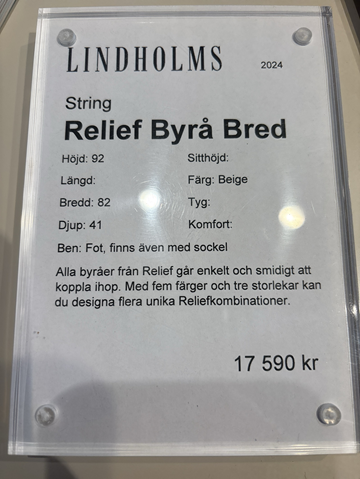 LINDHOLMS 2024
String
Relief Byrå Bred
Höjd: 92 Sitthöjd:
Längd: Färg: Beige
Bredd: 82 Tyg:
Djup: 41 Komfort:
Ben: Fot, finns även med sockel
Alla byråer från Relief går enkelt och smidigt att
koppla ihop. Med fem färger och tre storlekar kan
du designa flera unika Reliefkombinationer.
17 590 kr